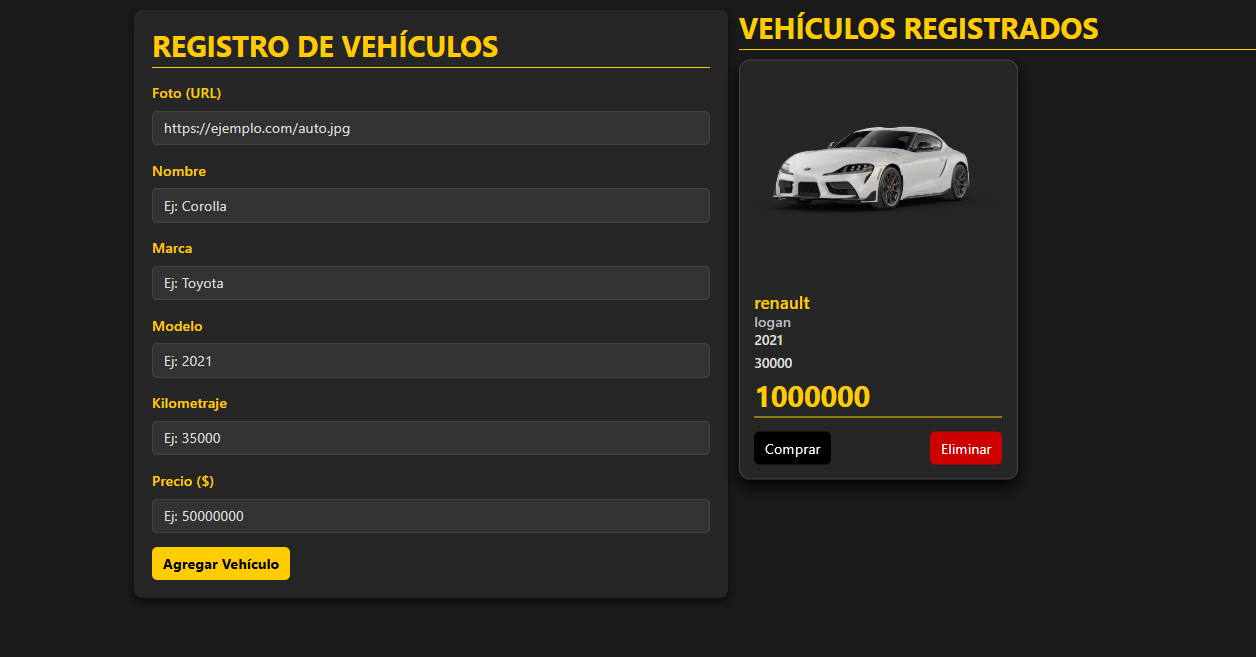 REGISTRO DE VEHÍCULOS
Foto (URL)
https://ejemplo.com/auto.jpg
Nombre
Ej: Corolla
Marca
Ej: Toyota
Modelo
Ej: 2021
Kilometraje
Ej: 35000
Precio ($)
Ej: 50000000
Agregar Vehículo
VEHÍCULOS REGISTRADOS
renault
logan
2021
30000
1000000
Comprar
Eliminar